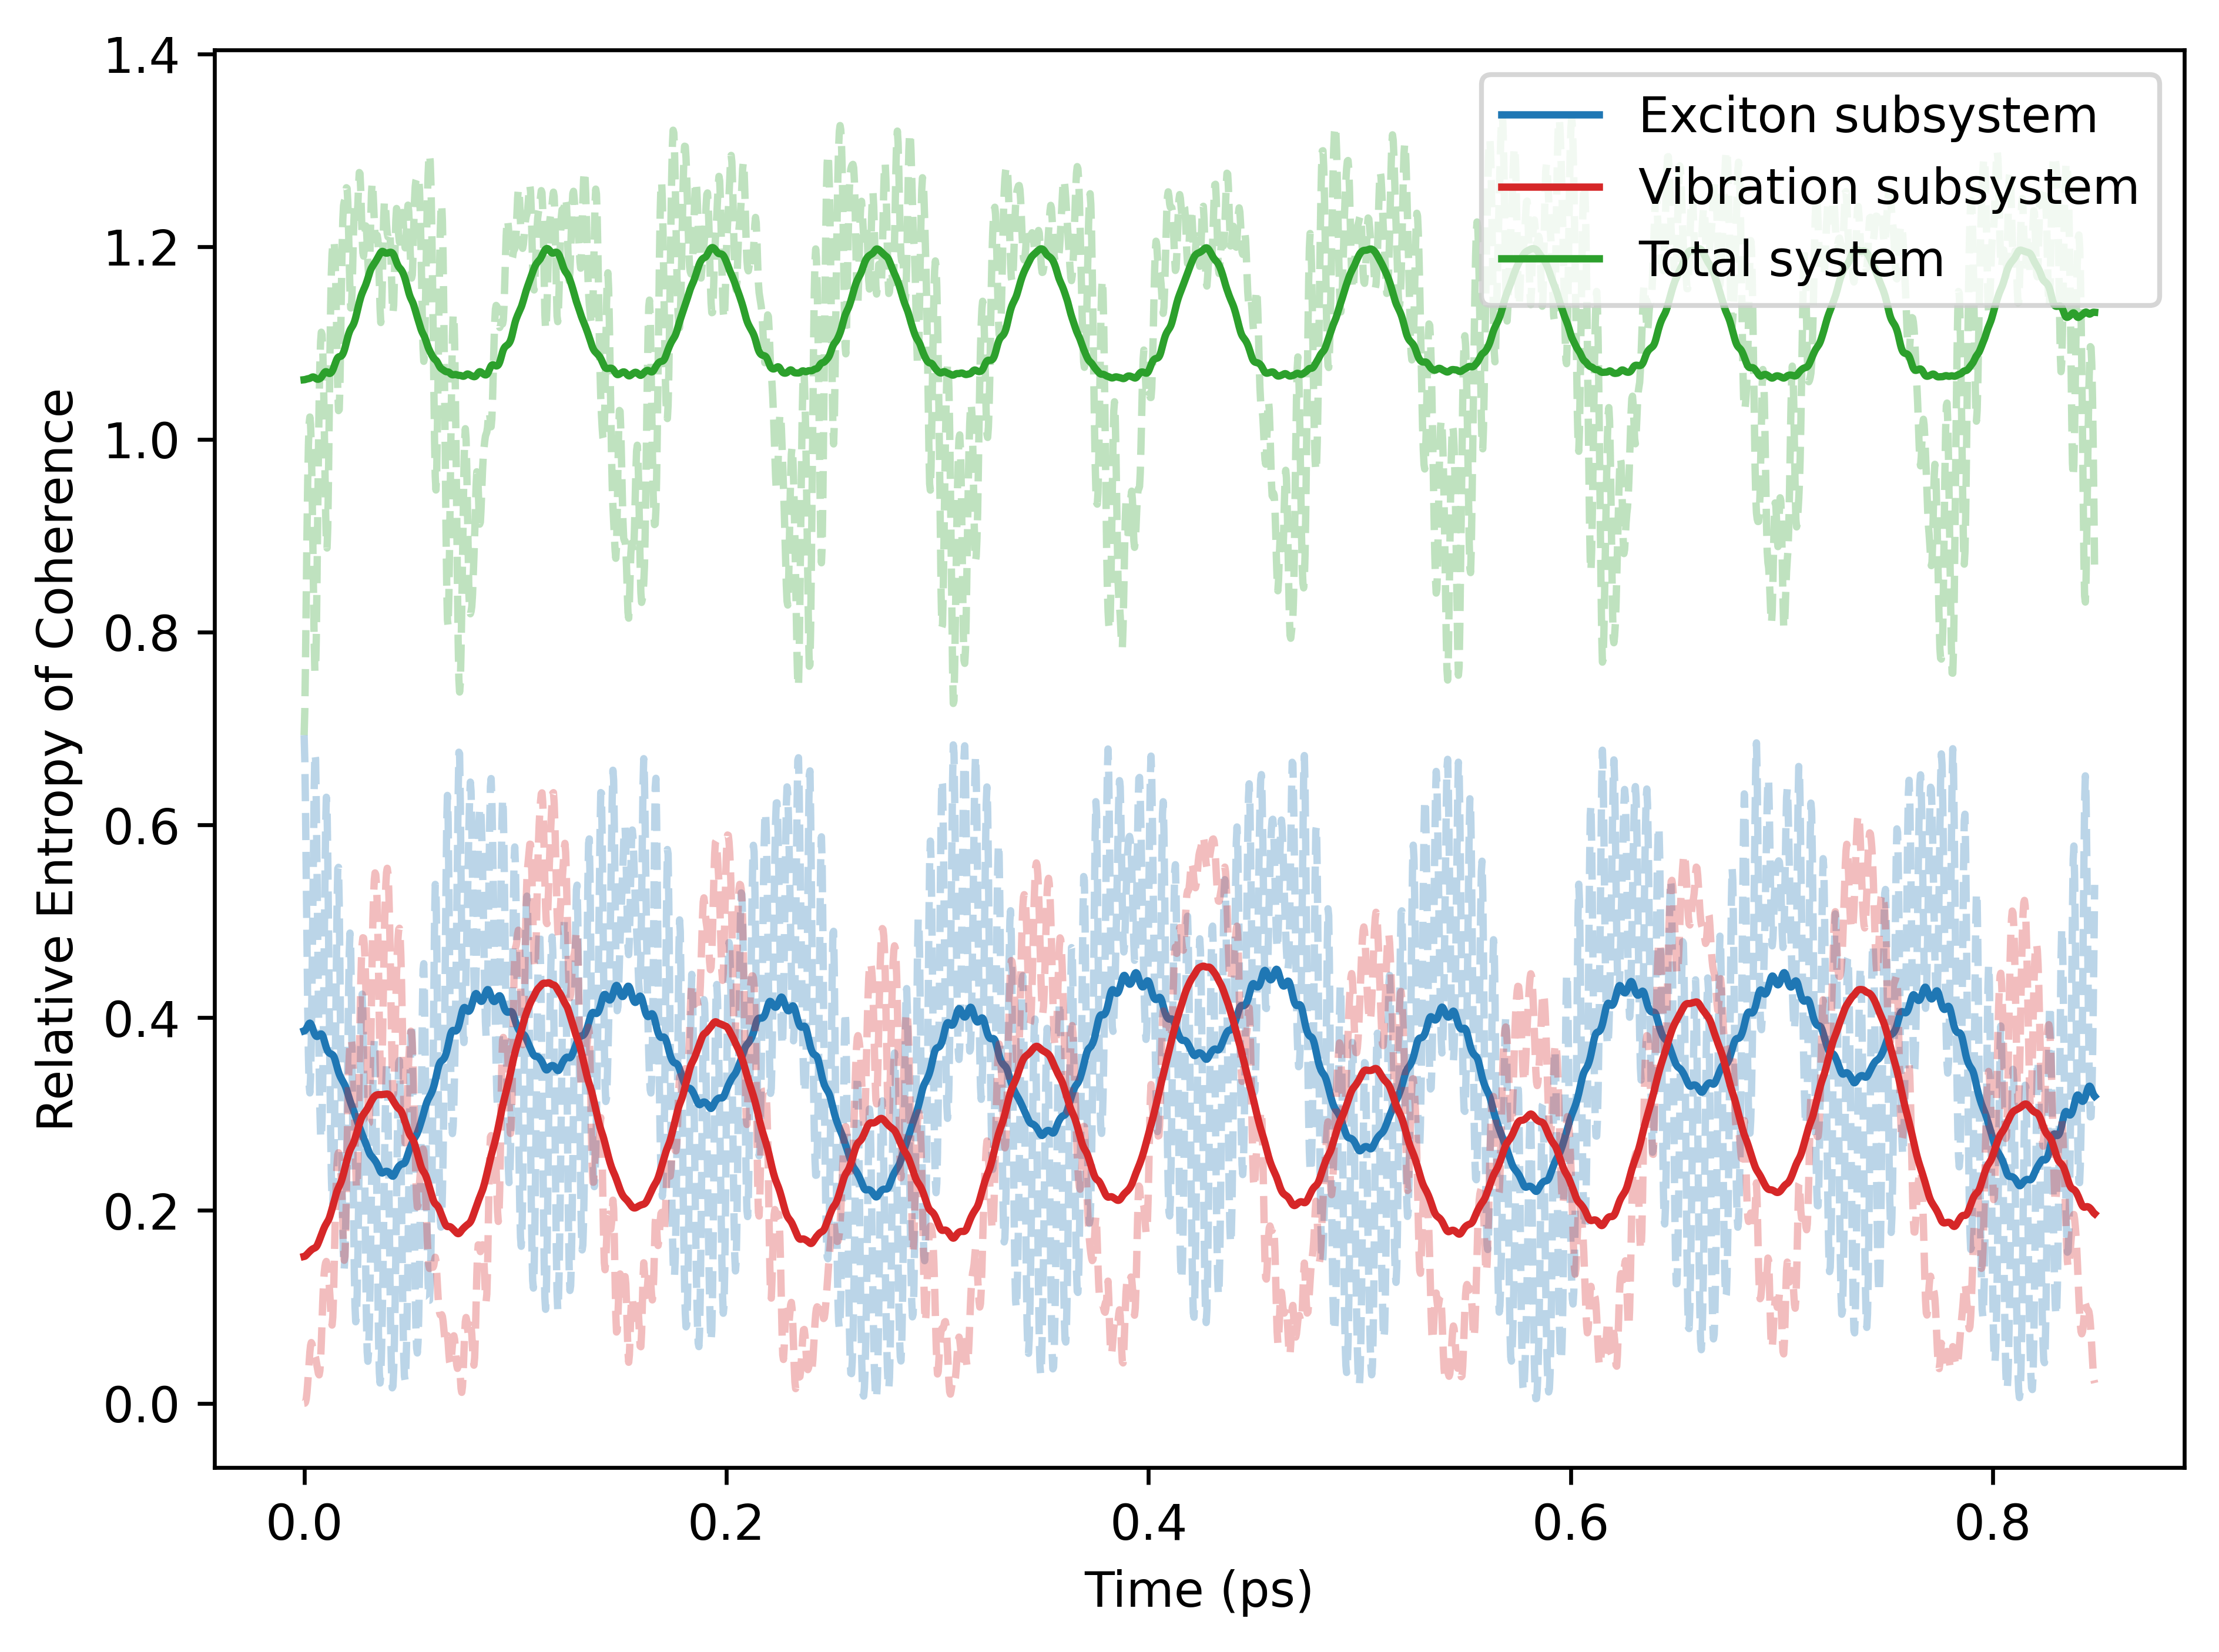 1.4
1.2
1.0
0.8
0.6
0.4
0.2
0.0
Relative Entropy of Coherence
Exciton subsystem
Vibration subsystem
Total system
0.0 0.2 0.4 0.6 0.8
Time (ps)